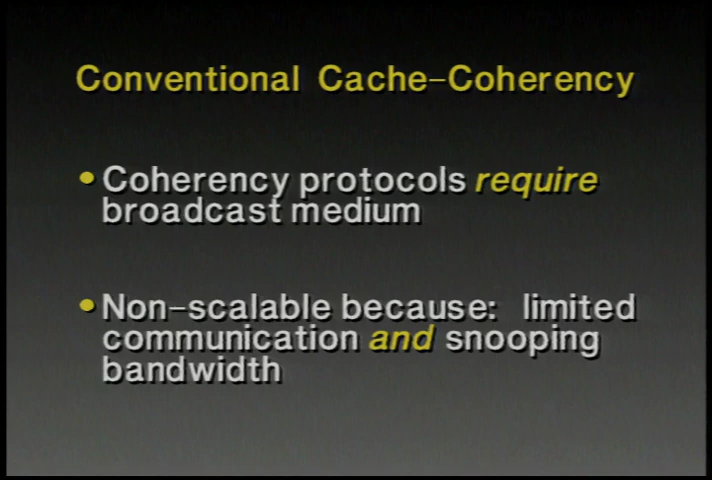 Conventional Cache-Coherency
• Coherency protocols require
broadcast medium
• Non-scalable because: limited
communication and snooping
bandwidth